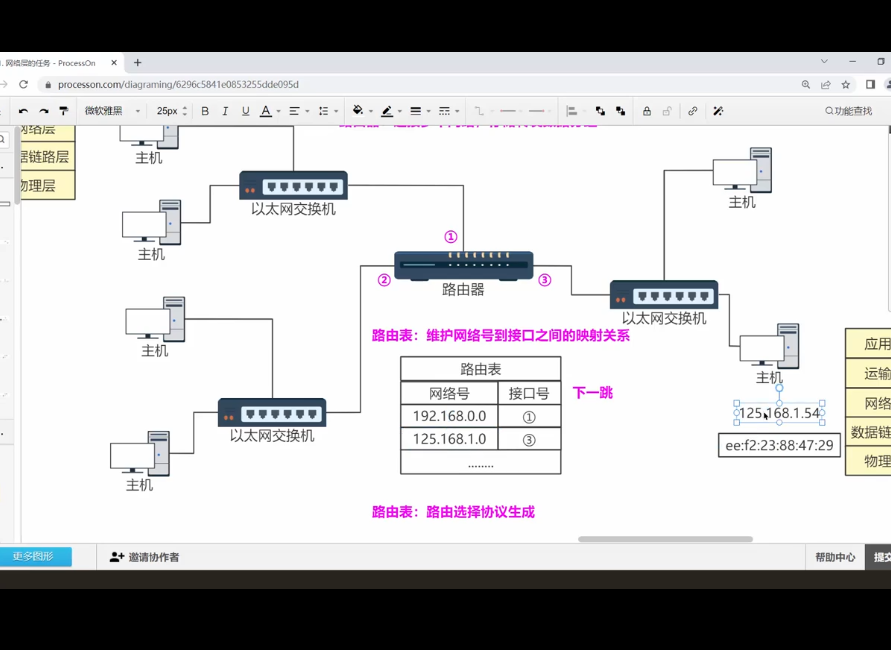 网络层的任务 - ProcessOn
processon.com/diagraming/6296c5841e0853255dde095d
微软雅黑 25px B I U A
功能查找
网络层
数据链路层
物理层
主机
以太网交换机
主机
主机
①
②
③
路由器
以太网交换机
路由表：维护网络号到接口之间的映射关系
主机
路由表
网络号 接口号
下一跳
192.168.0.0 ①
125.168.1.0 ③
........
主机
125.168.1.54
ee:f2:23:88:47:29
应用
运输
网络
数据链
物理
以太网交换机
主机
主机
路由表：路由选择协议生成
更多图形
邀请协作者
帮助中心
提交